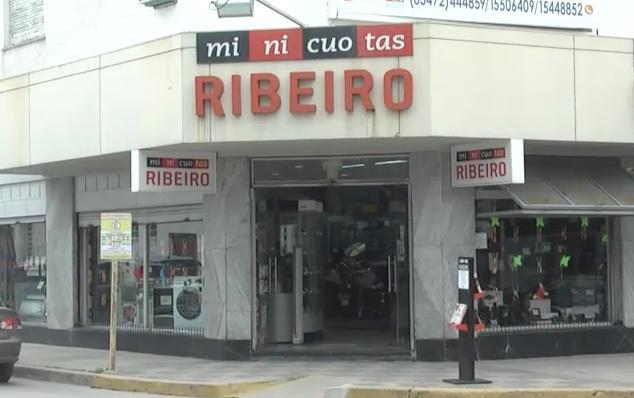 (03472) 444859/15506409/15448852
mi ni cuo tas
RIBEIRO
mi ni cuo tas
RIBEIRO
mi ni cuo tas
RIBEIRO